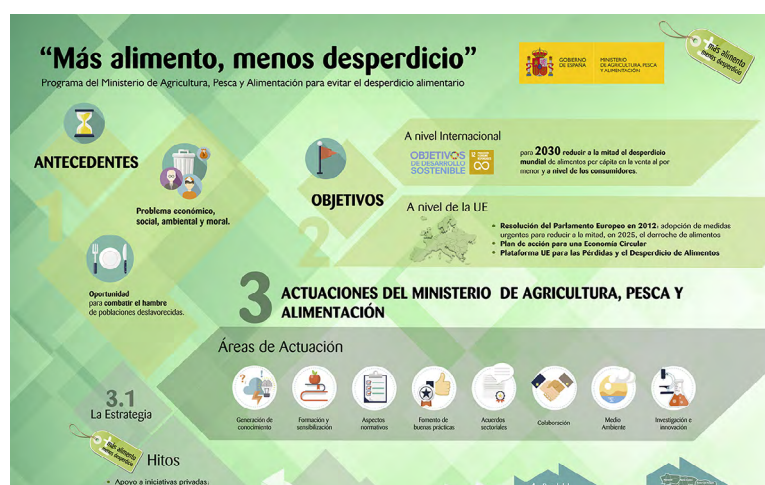 “Más alimento, menos desperdicio”
Programa del Ministerio de Agricultura, Pesca y Alimentación para evitar el desperdicio alimentario
GOBIERNO
DE ESPAÑA
MINISTERIO
DE AGRICULTURA, PESCA
Y ALIMENTACIÓN
más alimento
menos desperdicio
1
ANTECEDENTES
Problema económico,
social, ambiental y moral.
Oportunidad
para combatir el hambre
de poblaciones desfavorecidas.
2
OBJETIVOS
A nivel Internacional
OBJETIVOS
DE DESARROLLO
SOSTENIBLE
para 2030 reducir a la mitad el desperdicio
mundial de alimentos per cápita en la venta al por
menor y a nivel de los consumidores.
A nivel de la UE
• Resolución del Parlamento Europeo en 2012: adopción de medidas
urgentes para reducir a la mitad, en 2025, el derroche de alimentos
• Plan de acción para una Economía Circular
• Plataforma UE para las Pérdidas y el Desperdicio de Alimentos
3
ACTUACIONES DEL MINISTERIO DE AGRICULTURA, PESCA Y
ALIMENTACIÓN
Áreas de Actuación
Generación de
conocimiento
Formación y
sensibilización
Aspectos
normativos
Fomento de
buenas prácticas
Acuerdos
sectoriales
Colaboración
Medio
Ambiente
Investigación e
innovación
3.1
La Estrategia
más alimento
menos desperdicio
Hitos
• Apoyo a iniciativas privadas.